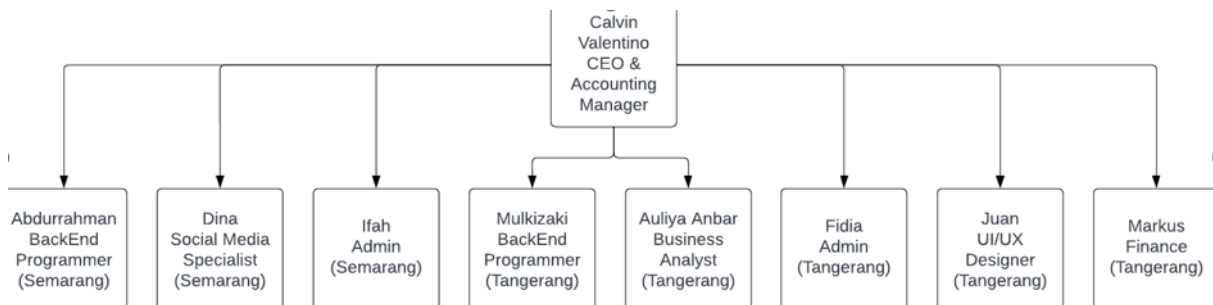 Calvin
Valentino
CEO &
Accounting
Manager
Abdurrahman
BackEnd
Programmer
(Semarang)
Dina
Social Media
Specialist
(Semarang)
Ifah
Admin
(Semarang)
Mulkizaki
BackEnd
Programmer
(Tangerang)
Auliya Anbar
Business
Analyst
(Tangerang)
Fidia
Admin
(Tangerang)
Juan
UI/UX
Designer
(Tangerang)
Markus
Finance
(Tangerang)